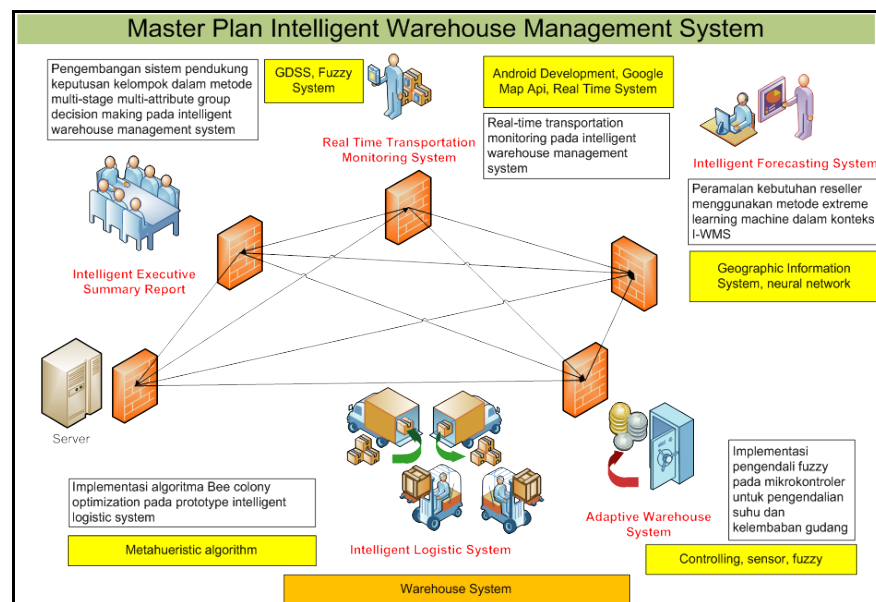 Master Plan Intelligent Warehouse Management System
Pengembangan sistem pendukung
keputusan kelompok dalam metode
multi-stage multi-attribute group
decision making pada intelligent
warehouse management system
GDSS, Fuzzy
System
Real Time Transportation
Monitoring System
Android Development, Google
Map Api, Real Time System
Real-time transportation
monitoring pada intelligent
warehouse management
system
Intelligent Forecasting System
Peramalan kebutuhan reseller
menggunakan metode extreme
learning machine dalam konteks
I-WMS
Geographic Information
System, neural network
Intelligent Executive
Summary Report
Server
Implementasi algoritma Bee colony
optimization pada prototype intelligent
logistic system
Metahueristic algorithm
Intelligent Logistic System
Adaptive Warehouse
System
Implementasi
pengendali fuzzy
pada mikrokontroler
untuk pengendalian
suhu dan
kelembaban gudang
Controlling, sensor, fuzzy
Warehouse System